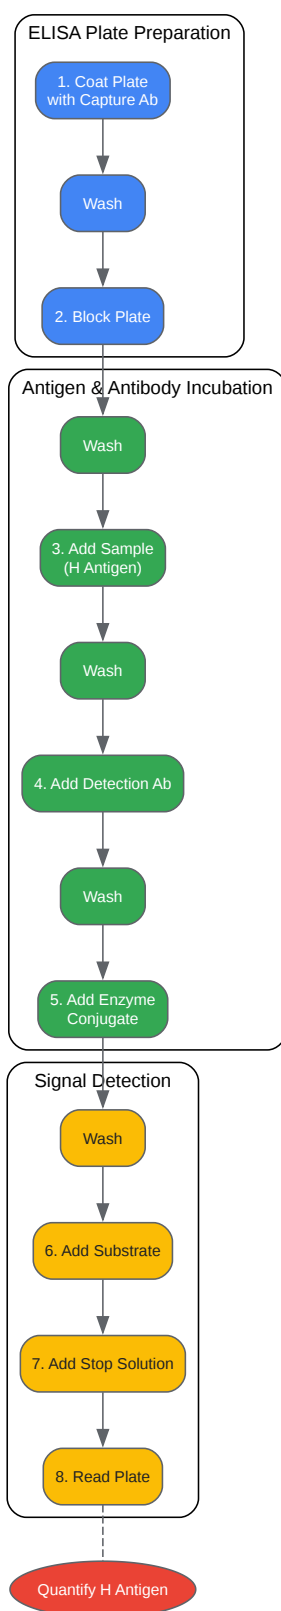 ELISA Plate Preparation
1. Coat Plate
with Capture Ab
Wash
2. Block Plate
Antigen & Antibody Incubation
Wash
3. Add Sample
(H Antigen)
Wash
4. Add Detection Ab
Wash
5. Add Enzyme
Conjugate
Signal Detection
Wash
6. Add Substrate
7. Add Stop Solution
8. Read Plate
Quantify H Antigen